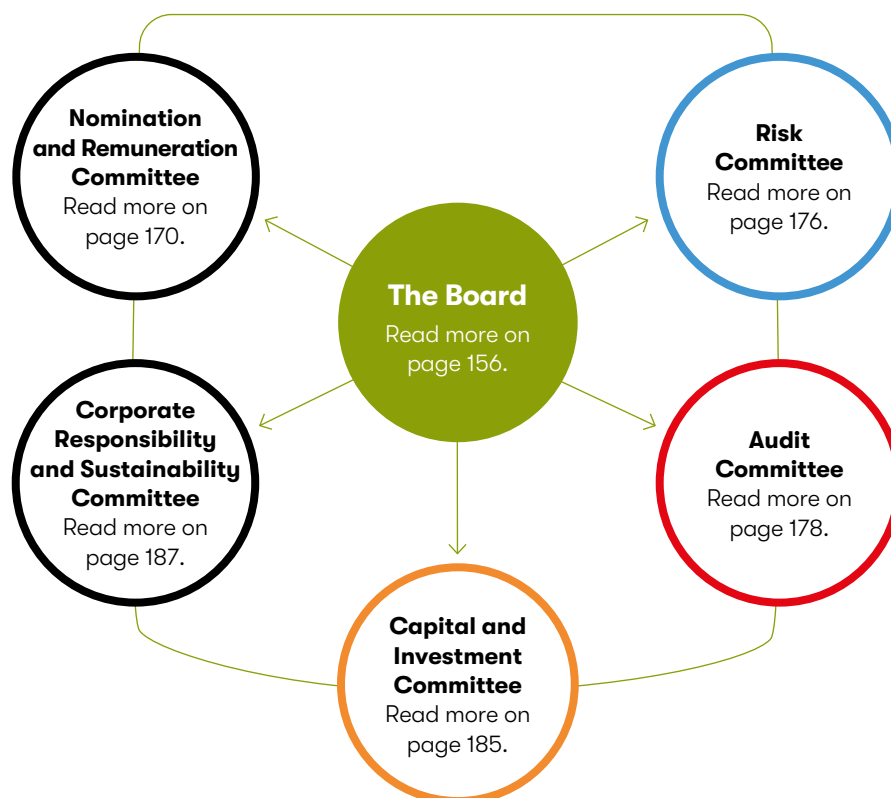 Nomination
and Remuneration
Committee
Read more on
page 170.
Risk
Committee
Read more on
page 176.
The Board
Read more on
page 156.
Corporate
Responsibility
and Sustainability
Committee
Read more on
page 187.
Audit
Committee
Read more on
page 178.
Capital and
Investment
Committee
Read more on
page 185.